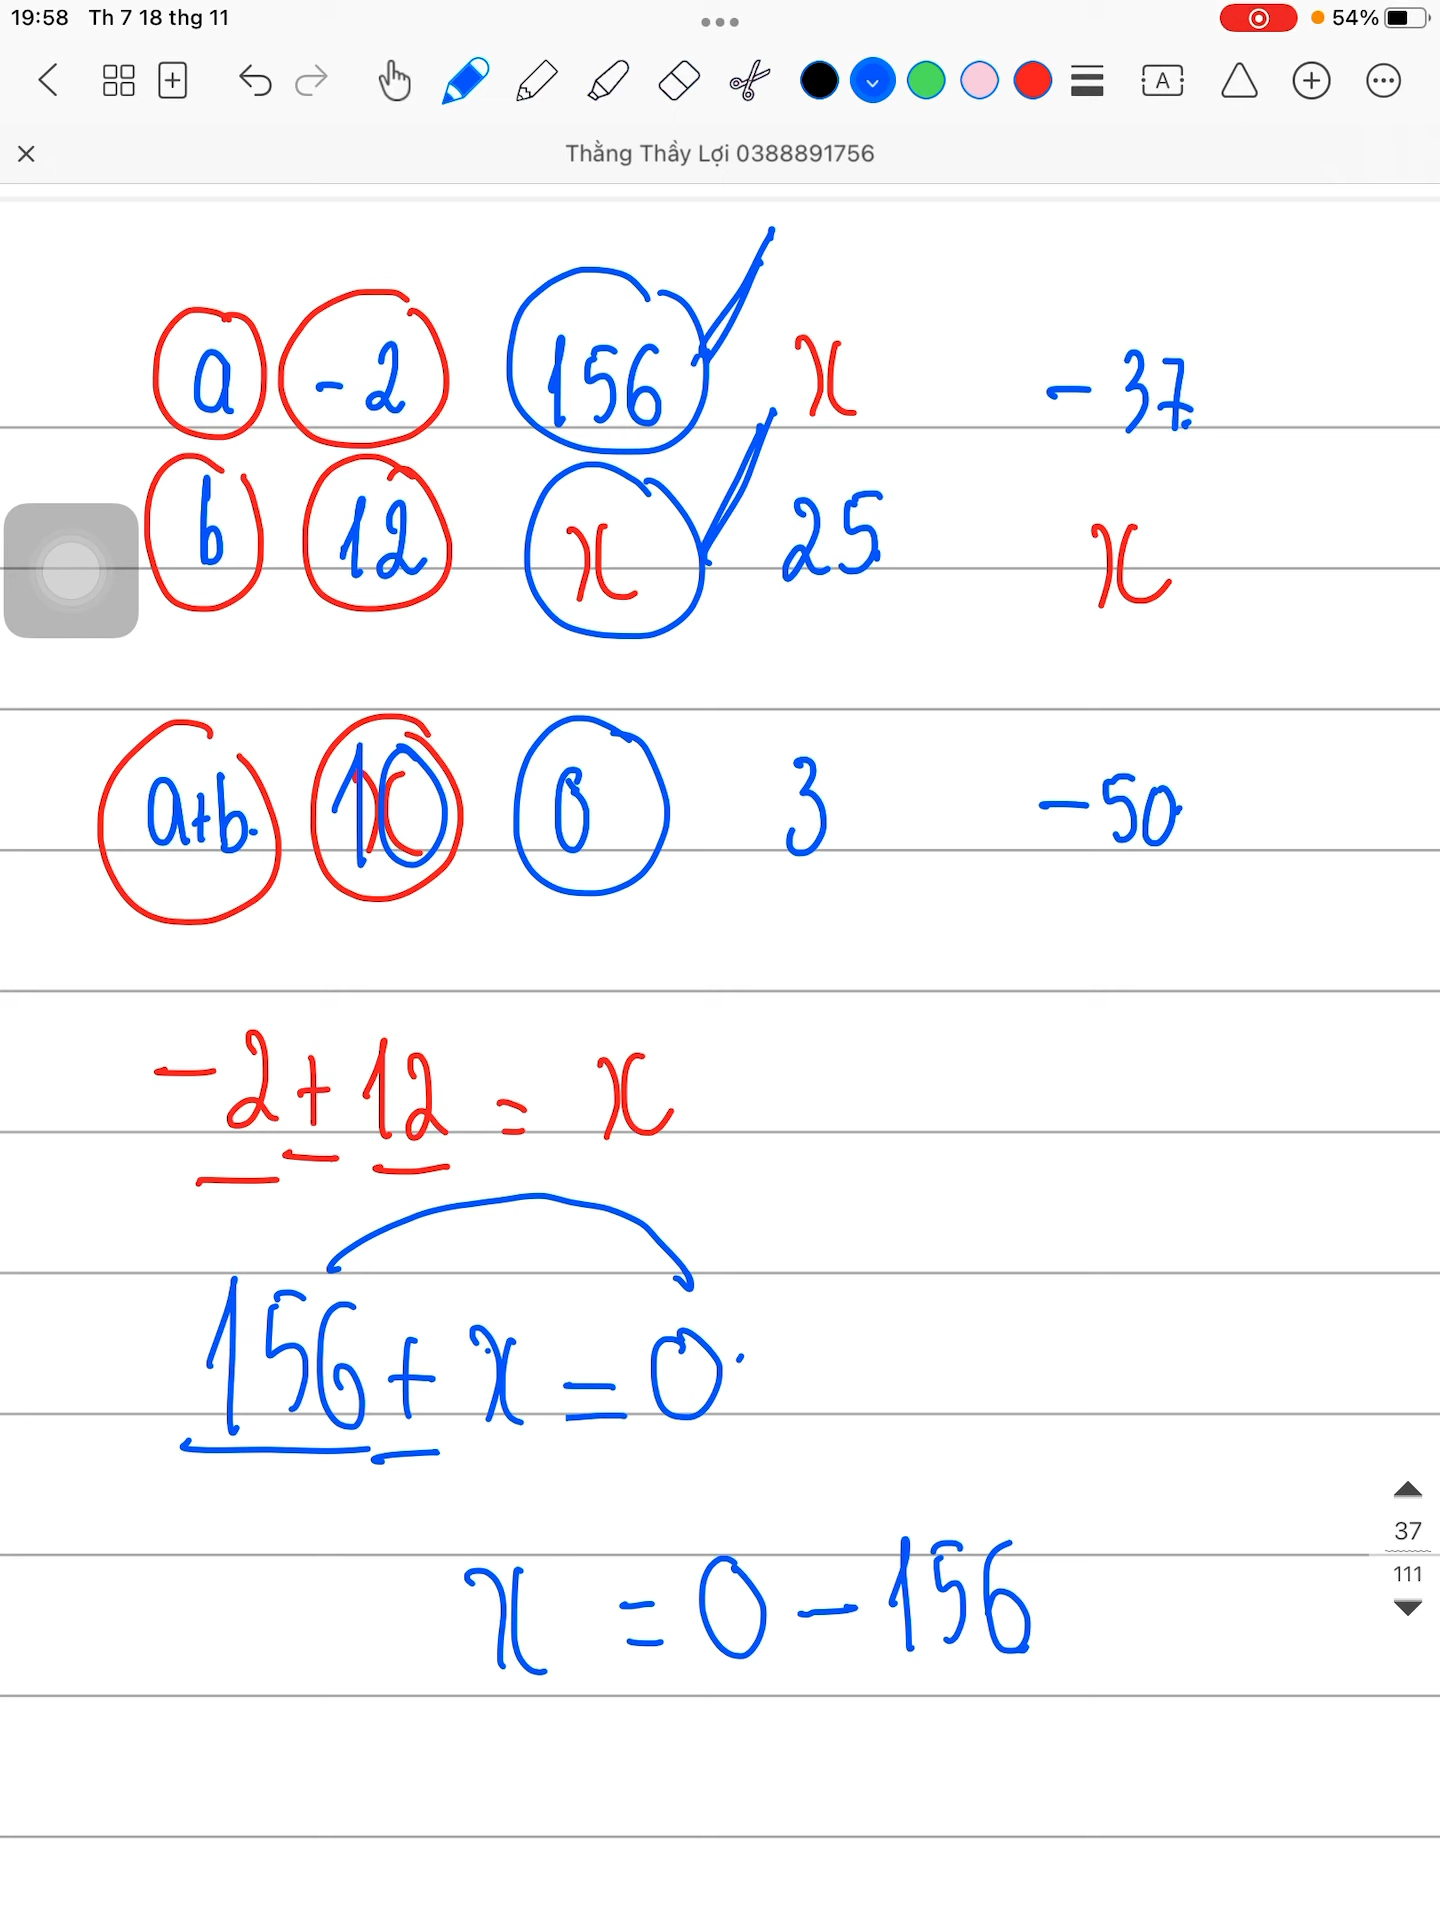 19:58 Th 7 18 thg 11 54%
A
Thằng Thầy Lợi 0388891756
a -2 156 x -37
b 12 x 25 x
a+b 10 0 3 -50
-2 + 12 = x
156 + x = 0
x = 0 - 156
37
111